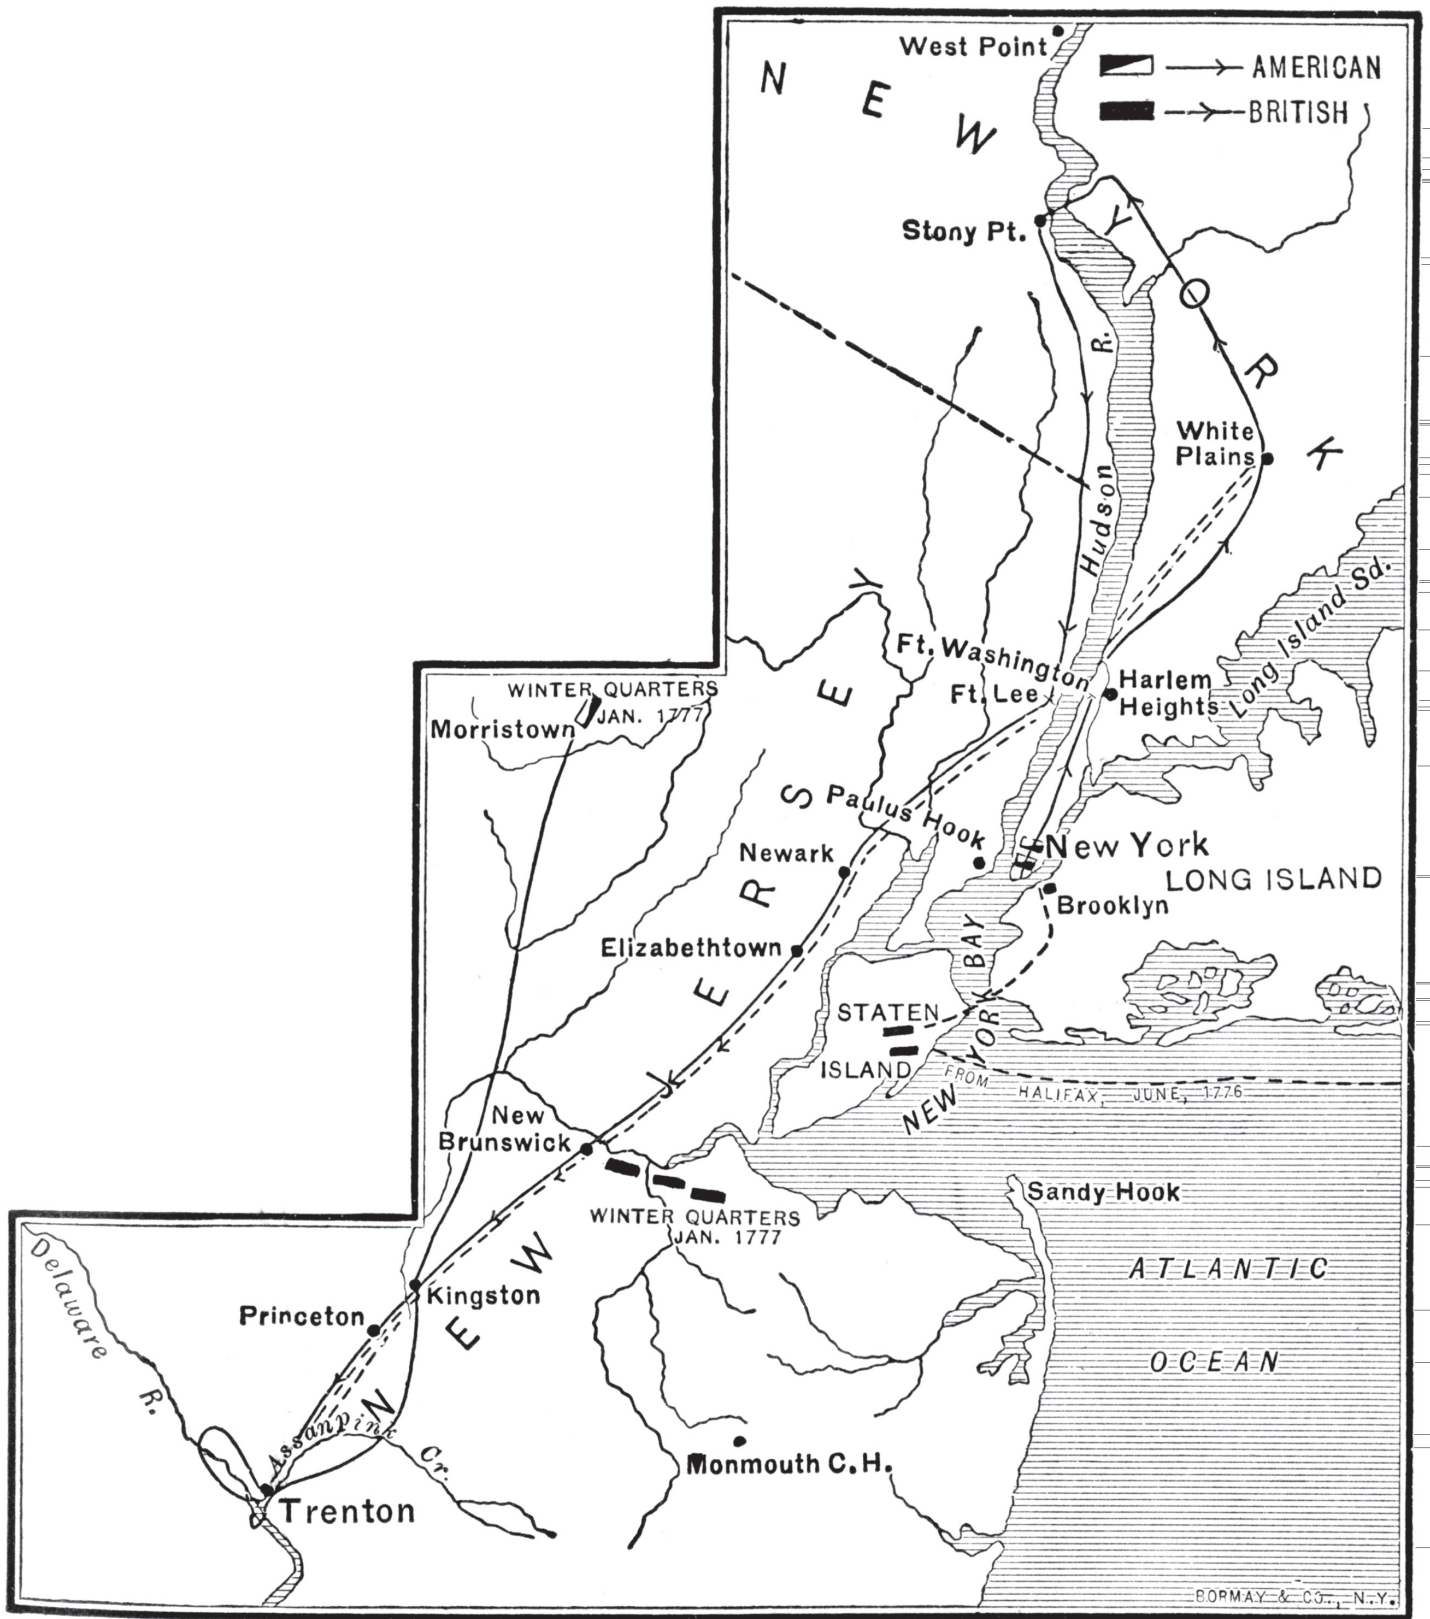 West Point
AMERICAN
BRITISH
NEW YORK
Stony Pt.
Hudson R.
White
Plains
Long Island Sd.
Ft. Washington
Ft. Lee
Harlem
Heights
WINTER QUARTERS
JAN. 1777
Morristown
NEW JERSEY
Paulus Hook
Newark
New York
LONG ISLAND
Brooklyn
Elizabethtown
STATEN
ISLAND
NEW YORK BAY
FROM HALIFAX, JUNE, 1776
New
Brunswick
WINTER QUARTERS
JAN. 1777
Sandy Hook
ATLANTIC
OCEAN
Delaware R.
Kingston
Princeton
Assanpink Cr.
Monmouth C.H.
Trenton
BORMAY & CO., N.Y.